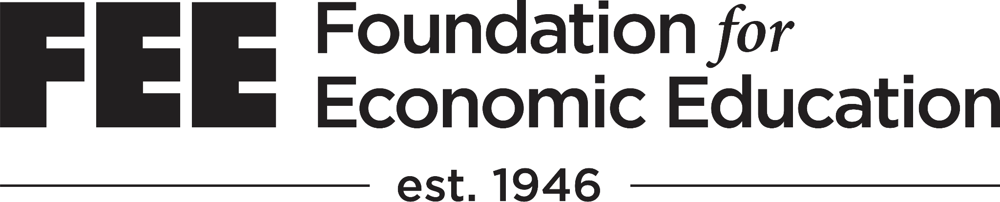 FEE
Foundation for
Economic Education
est. 1946